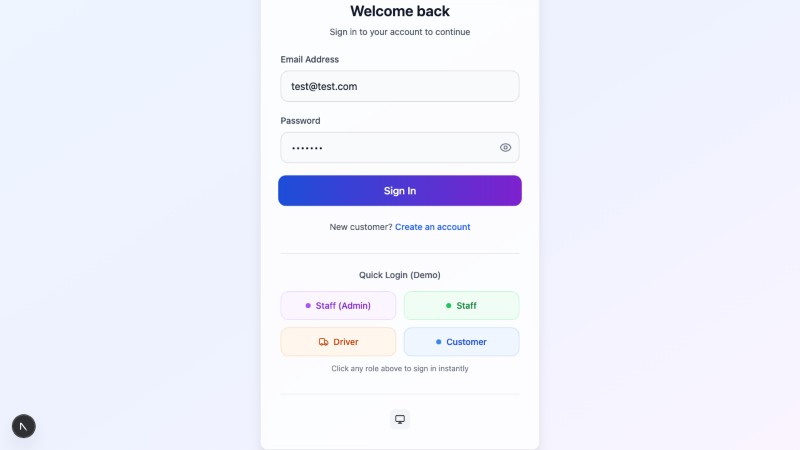 Welcome back
Sign in to your account to continue
Email Address
test@test.com
Password
•••••••
Sign In
New customer? Create an account
Quick Login (Demo)
Staff (Admin)
Staff
Driver
Customer
Click any role above to sign in instantly